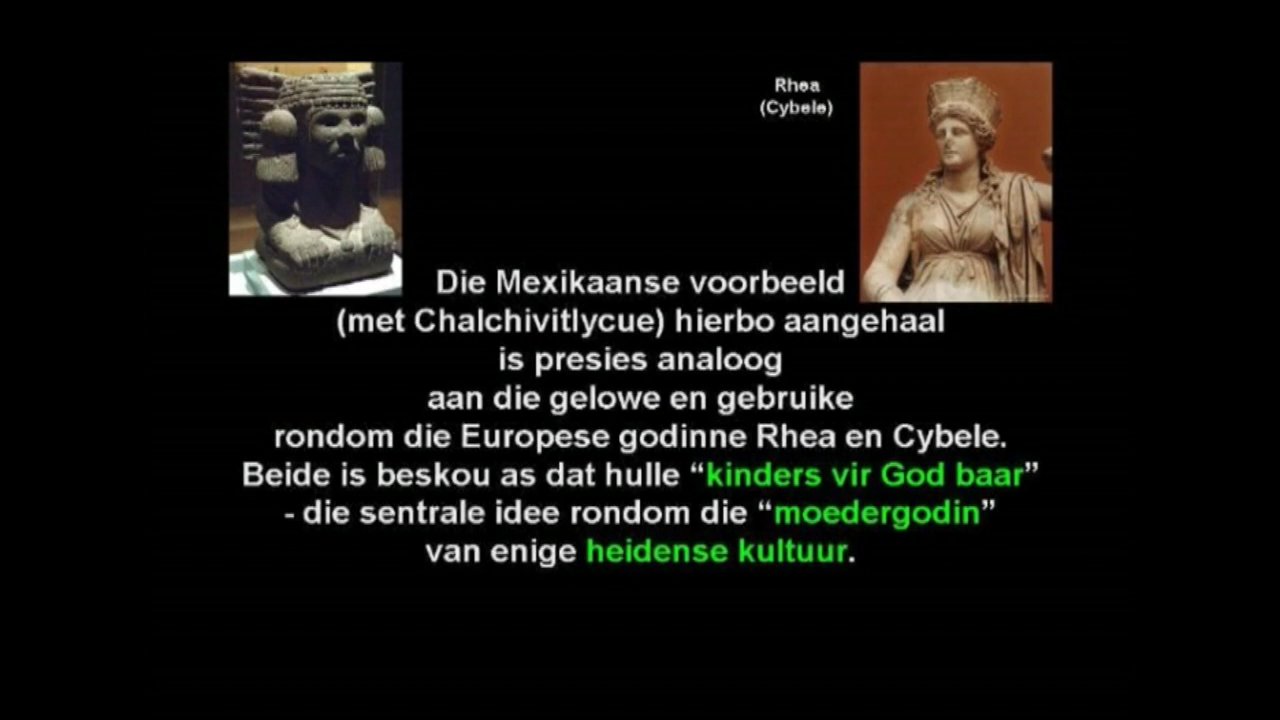 Rhea
(Cybele)
Die Mexikaanse voorbeeld
(met Chalchivitlycue) hierbo aangehaal
is presies analoog
aan die gelowe en gebruike
rondom die Europese godinne Rhea en Cybele.
Beide is beskou as dat hulle “kinders vir God baar”
- die sentrale idee rondom die “moedergodin”
van enige heidense kultuur.